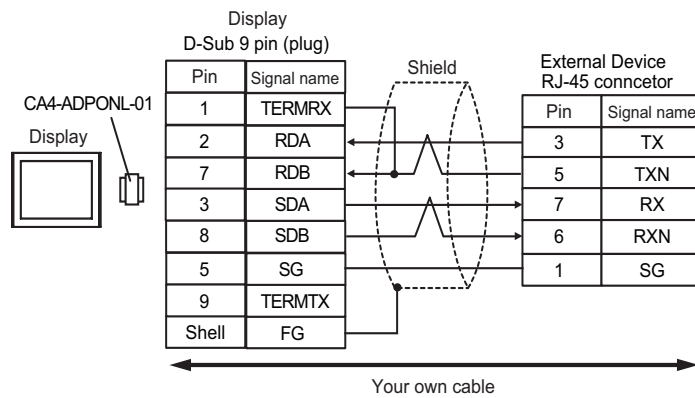 Display
D-Sub 9 pin (plug)
Shield
External Device
RJ-45 conncetor
CA4-ADPONL-01
Display
Pin Signal name
1 TERMRX
2 RDA
7 RDB
3 SDA
8 SDB
5 SG
9 TERMTX
Shell FG
Pin Signal name
3 TX
5 TXN
7 RX
6 RXN
1 SG
Your own cable